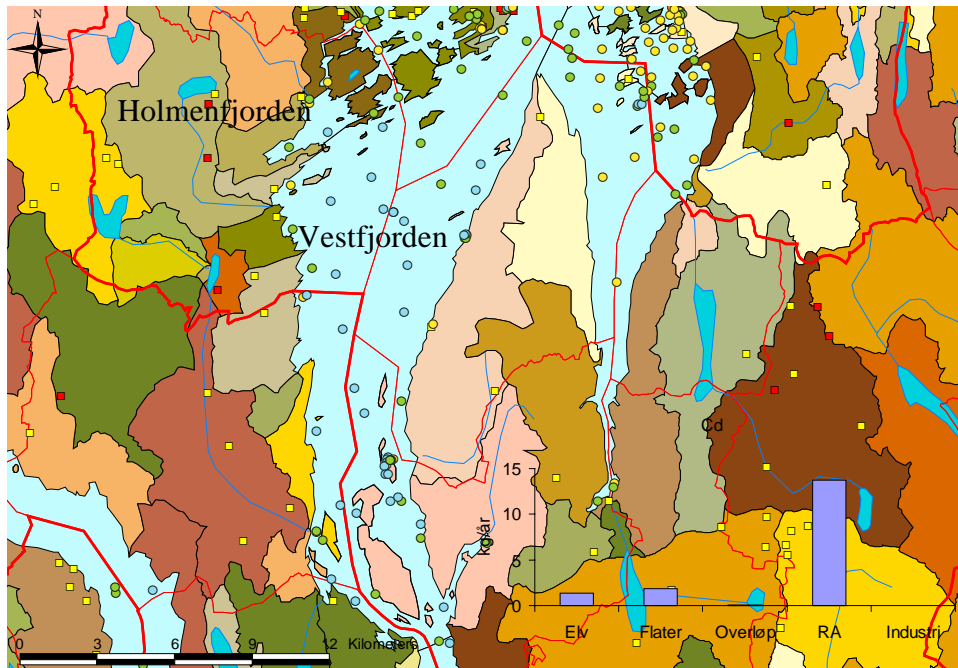 N
Holmenfjorden
Vestfjorden
Cd
15
10
5
0
kg/år
Elv Flater Overløp RA Industri
0 3 6 9 12 Kilometers